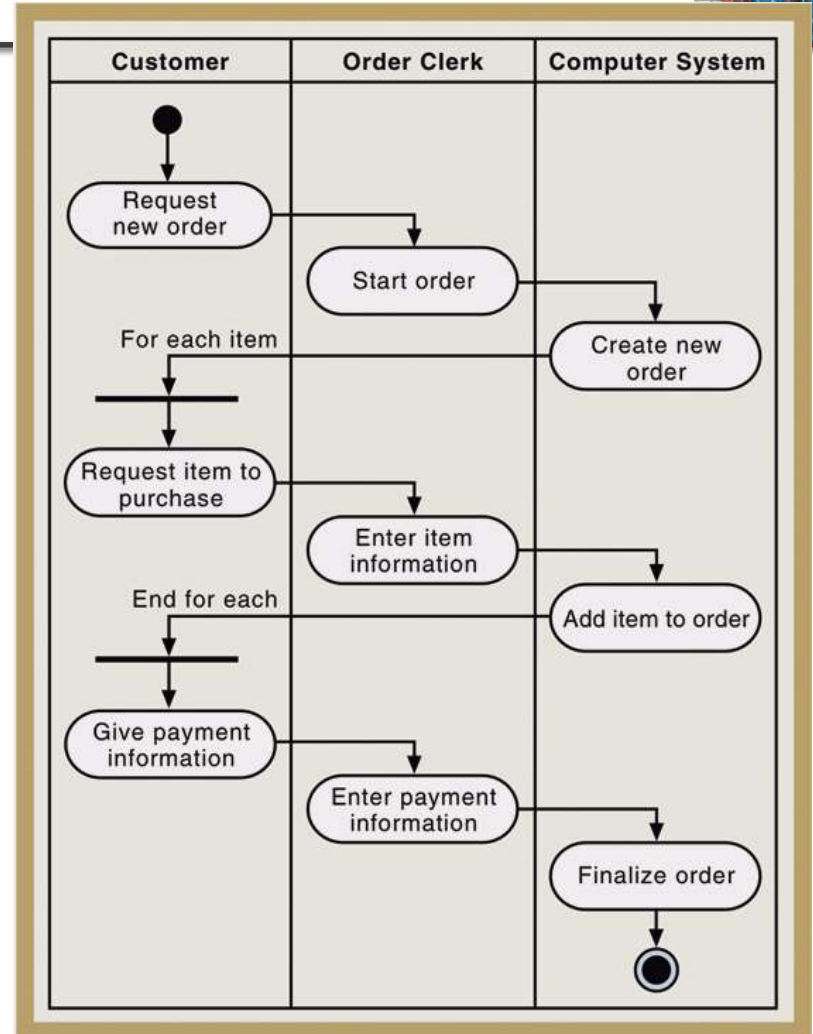 Customer
Order Clerk
Computer System
Request
new order
Start order
Create new
order
For each item
Request item to
purchase
Enter item
information
Add item to order
End for each
Give payment
information
Enter payment
information
Finalize order